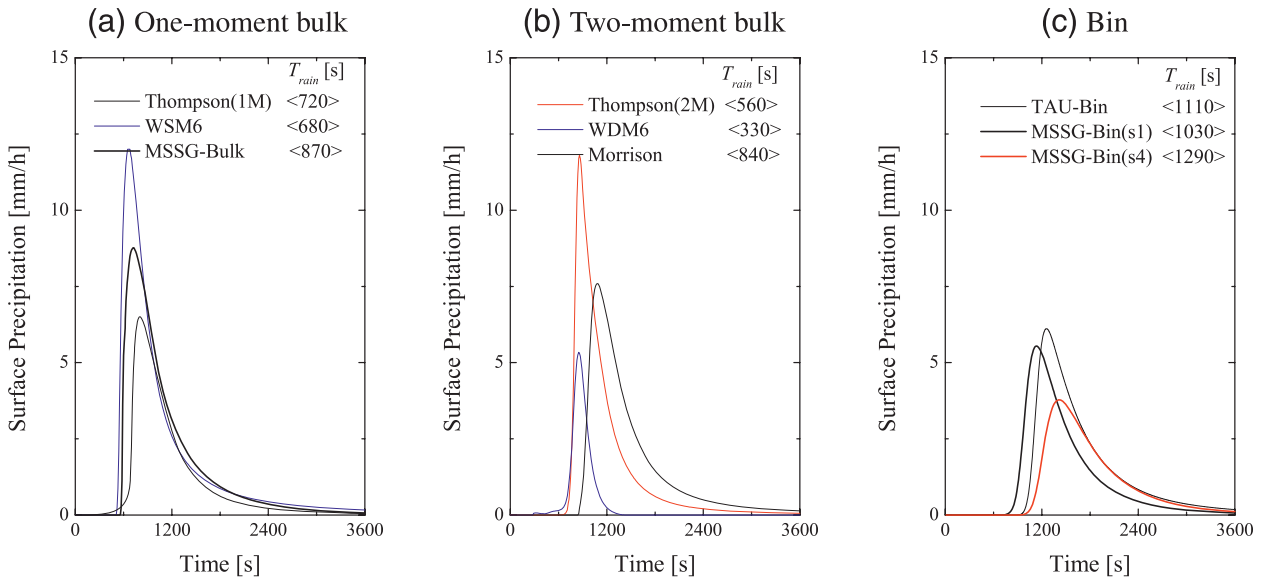 (a) One-moment bulk
15
T_rain [s]
Thompson(1M) <720>
WSM6 <680>
MSSG-Bulk <870>
10
5
0
Surface Precipitation [mm/h]
0 1200 2400 3600
Time [s]
(b) Two-moment bulk
15
T_rain [s]
Thompson(2M) <560>
WDM6 <330>
Morrison <840>
10
5
0
Surface Precipitation [mm/h]
0 1200 2400 3600
Time [s]
(c) Bin
15
T_rain [s]
TAU-Bin <1110>
MSSG-Bin(s1) <1030>
MSSG-Bin(s4) <1290>
10
5
0
Surface Precipitation [mm/h]
0 1200 2400 3600
Time [s]